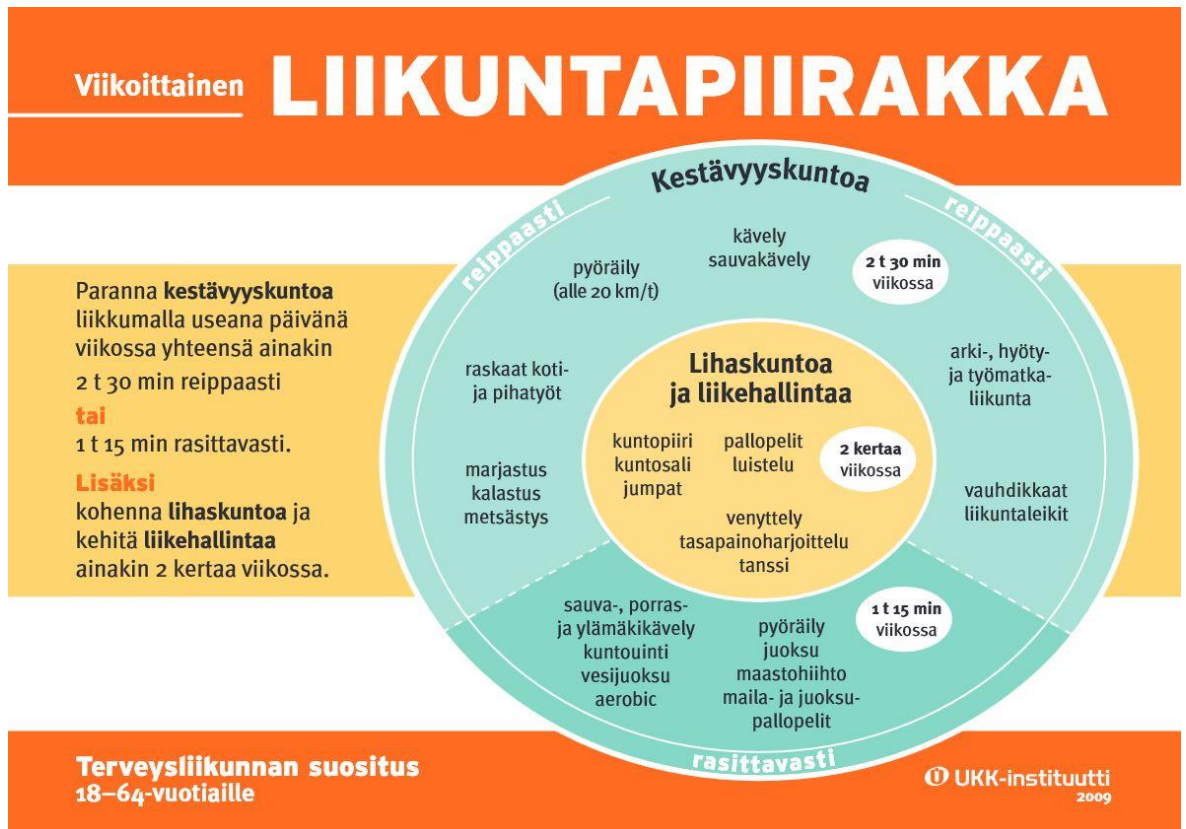 Viikoittainen LIIKUNTAPIIRAKKA
Paranna kestävyyskuntoa
liikkumalla useana päivänä
viikossa yhteensä ainakin
2 t 30 min reippaasti
tai
1 t 15 min rasittavasti.
Lisäksi
kohenna lihaskuntoa ja
kehitä liikehallintaa
ainakin 2 kertaa viikossa.
Kestävyyskuntoa
reippaasti
reippaasti
kävely
sauvakävely
2 t 30 min
viikossa
pyöräily
(alle 20 km/t)
raskaat koti-
ja pihatyöt
marjastus
kalastus
metsästys
arki-, hyöty-
ja työmatka-
liikunta
vauhdikkaat
liikuntaleikit
Lihaskuntoa
ja liikehallintaa
kuntopiiri
kuntosali
jumpat
pallopelit
luistelu
2 kertaa
viikossa
venyttely
tasapainoharjoittelu
tanssi
sauva-, porras-
ja ylämäkikävely
kuntouinti
vesijuoksu
aerobic
pyöräily
juoksu
maastohiihto
maila- ja juoksu-
pallopelit
1 t 15 min
viikossa
rasittavasti
Terveysliikunnan suositus
18–64-vuotiaille
UKK-instituutti
2009